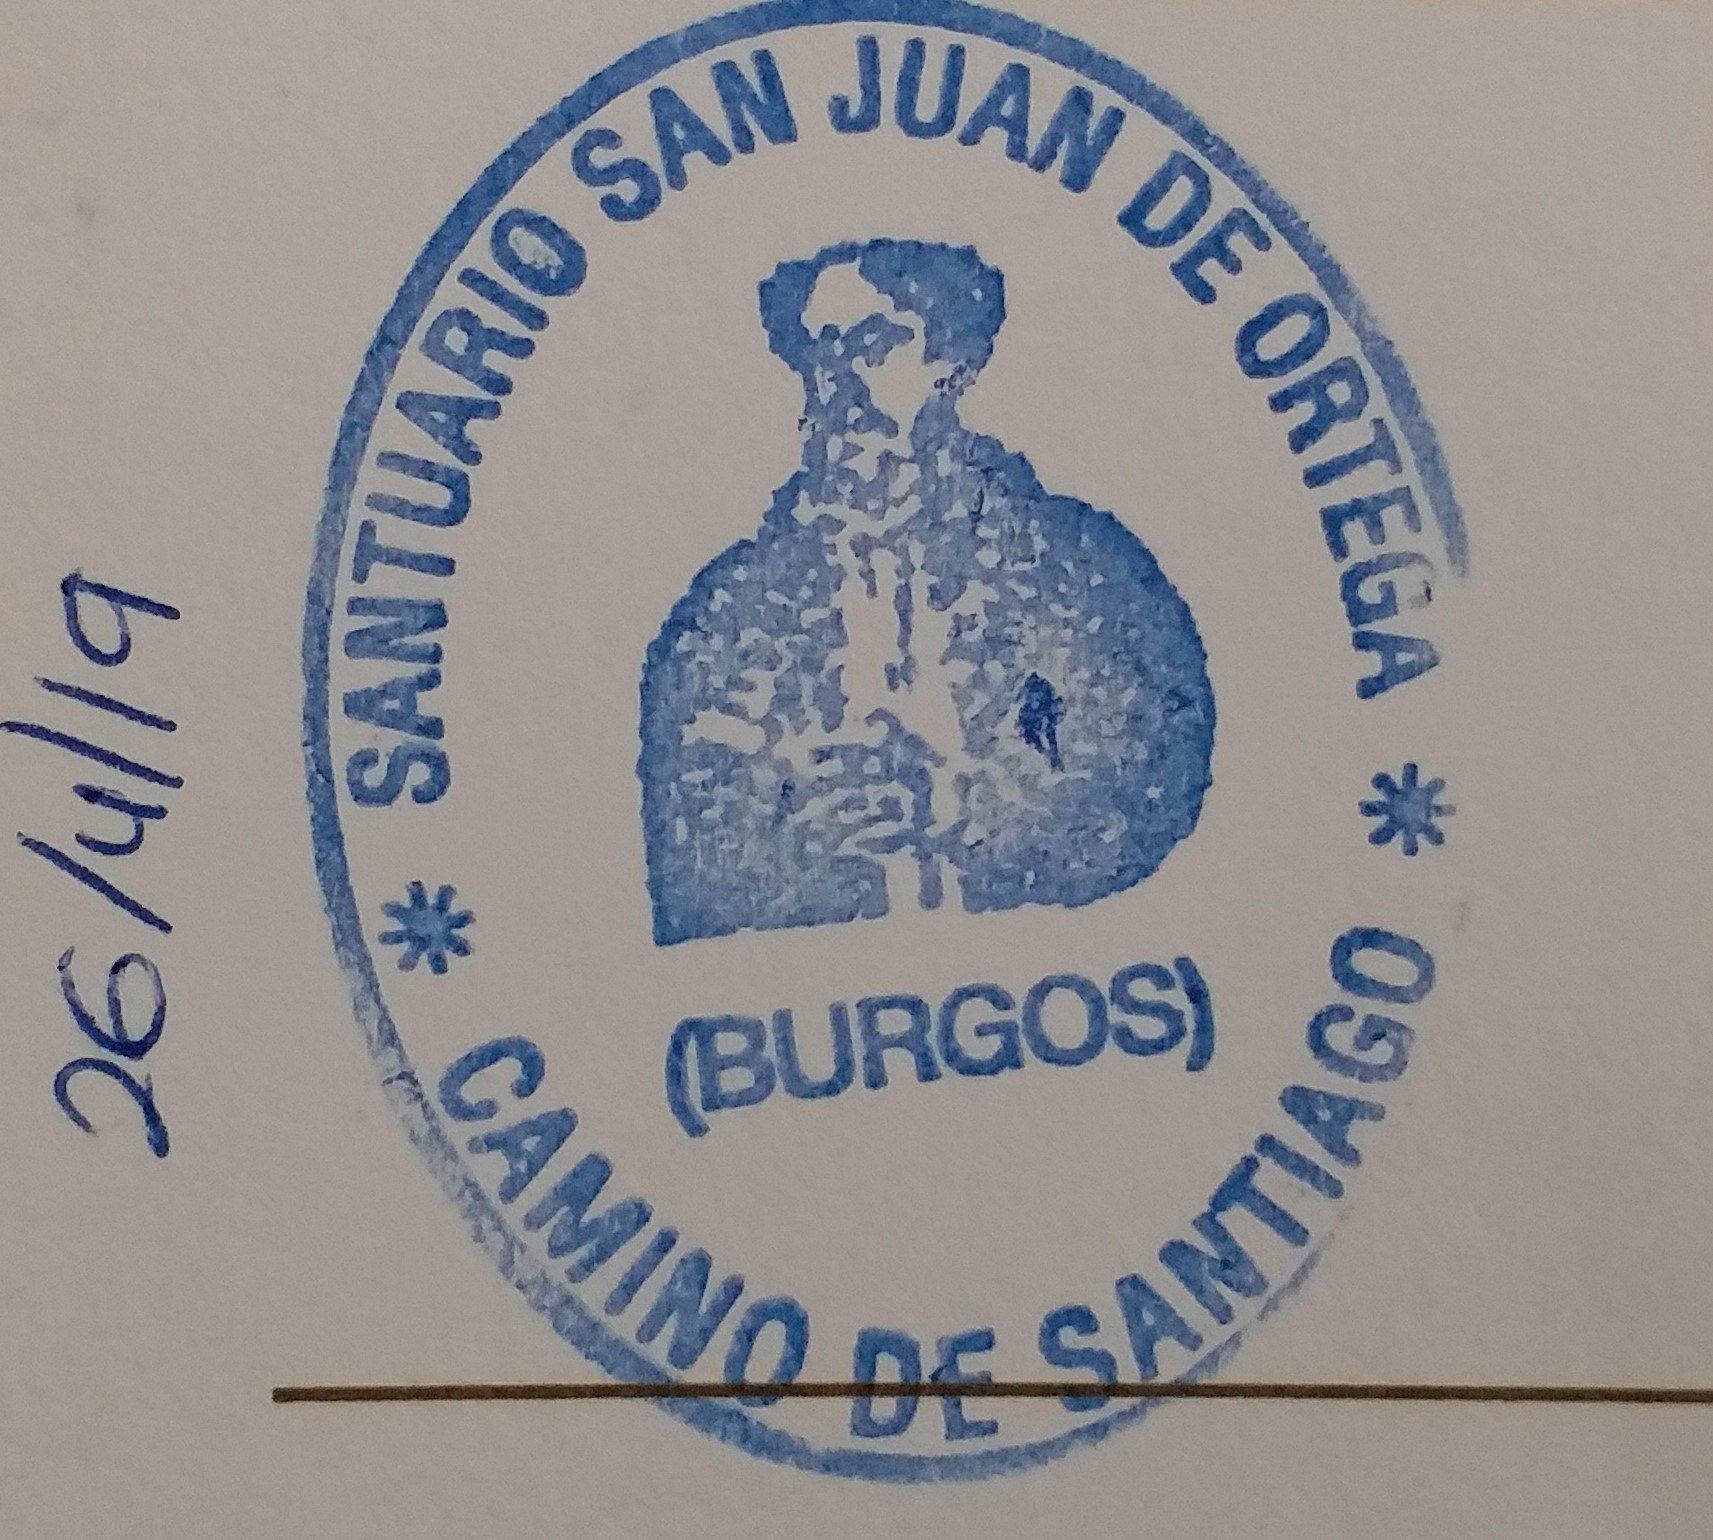 SANTUARIO SAN JUAN DE ORTEGA
(BURGOS)
* CAMINO DE SANTIAGO *
26/4/19